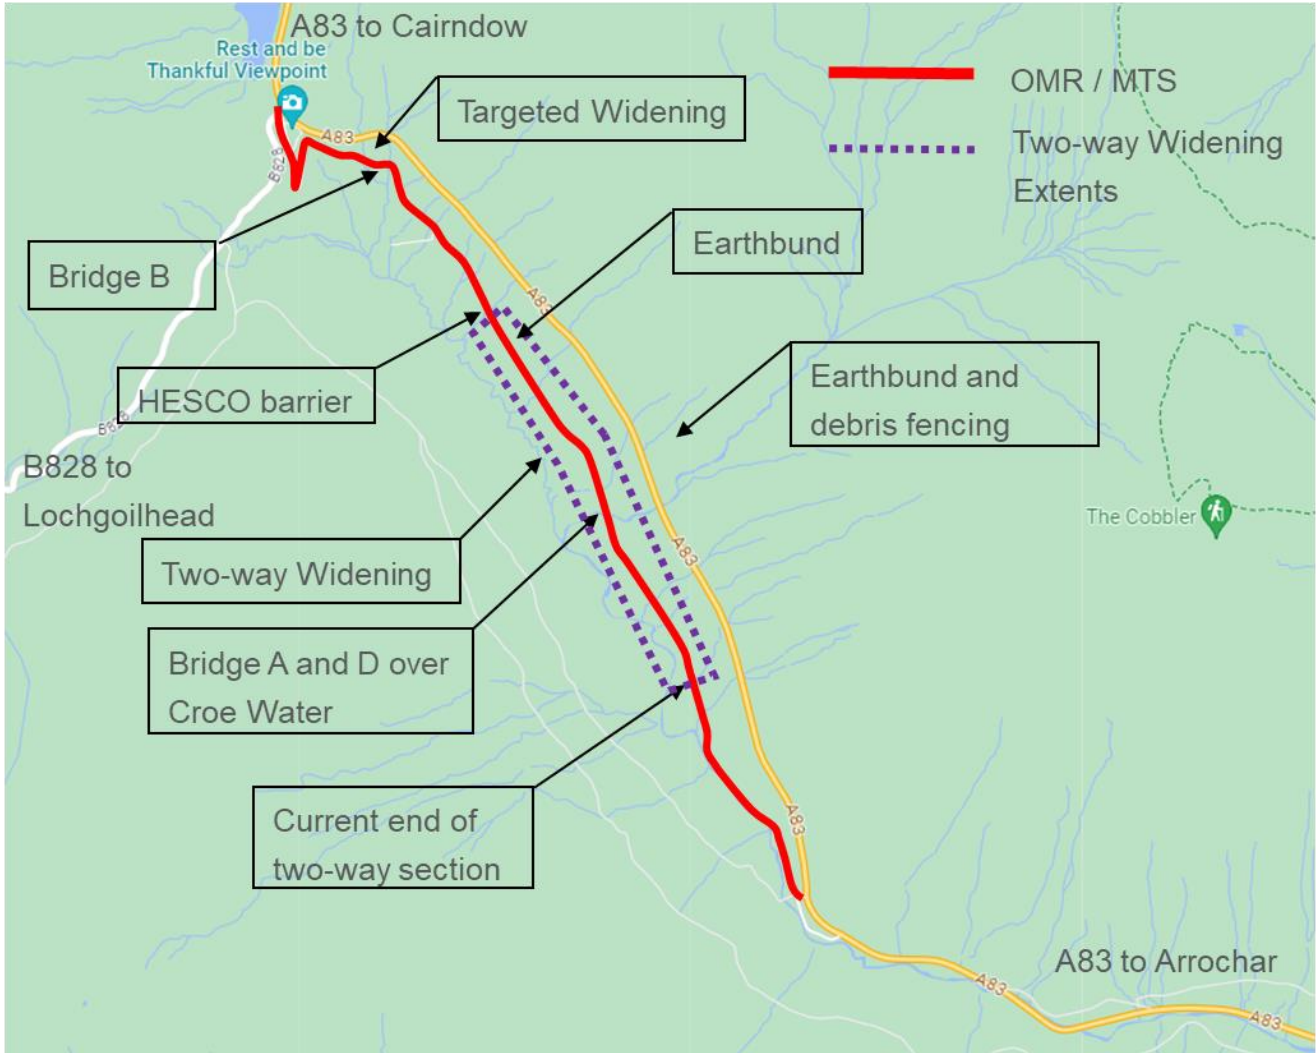 A83 to Cairndow
Rest and be
Thankful Viewpoint
Targeted Widening
OMR / MTS
Two-way Widening
Extents
A83
B828
Earthbund
Bridge B
A83
HESCO barrier
Earthbund and
debris fencing
B828
B828 to
Lochgoilhead
The Cobbler
A83
Two-way Widening
Bridge A and D over
Croe Water
Current end of
two-way section
A83
A83 to Arrochar
A83
A83